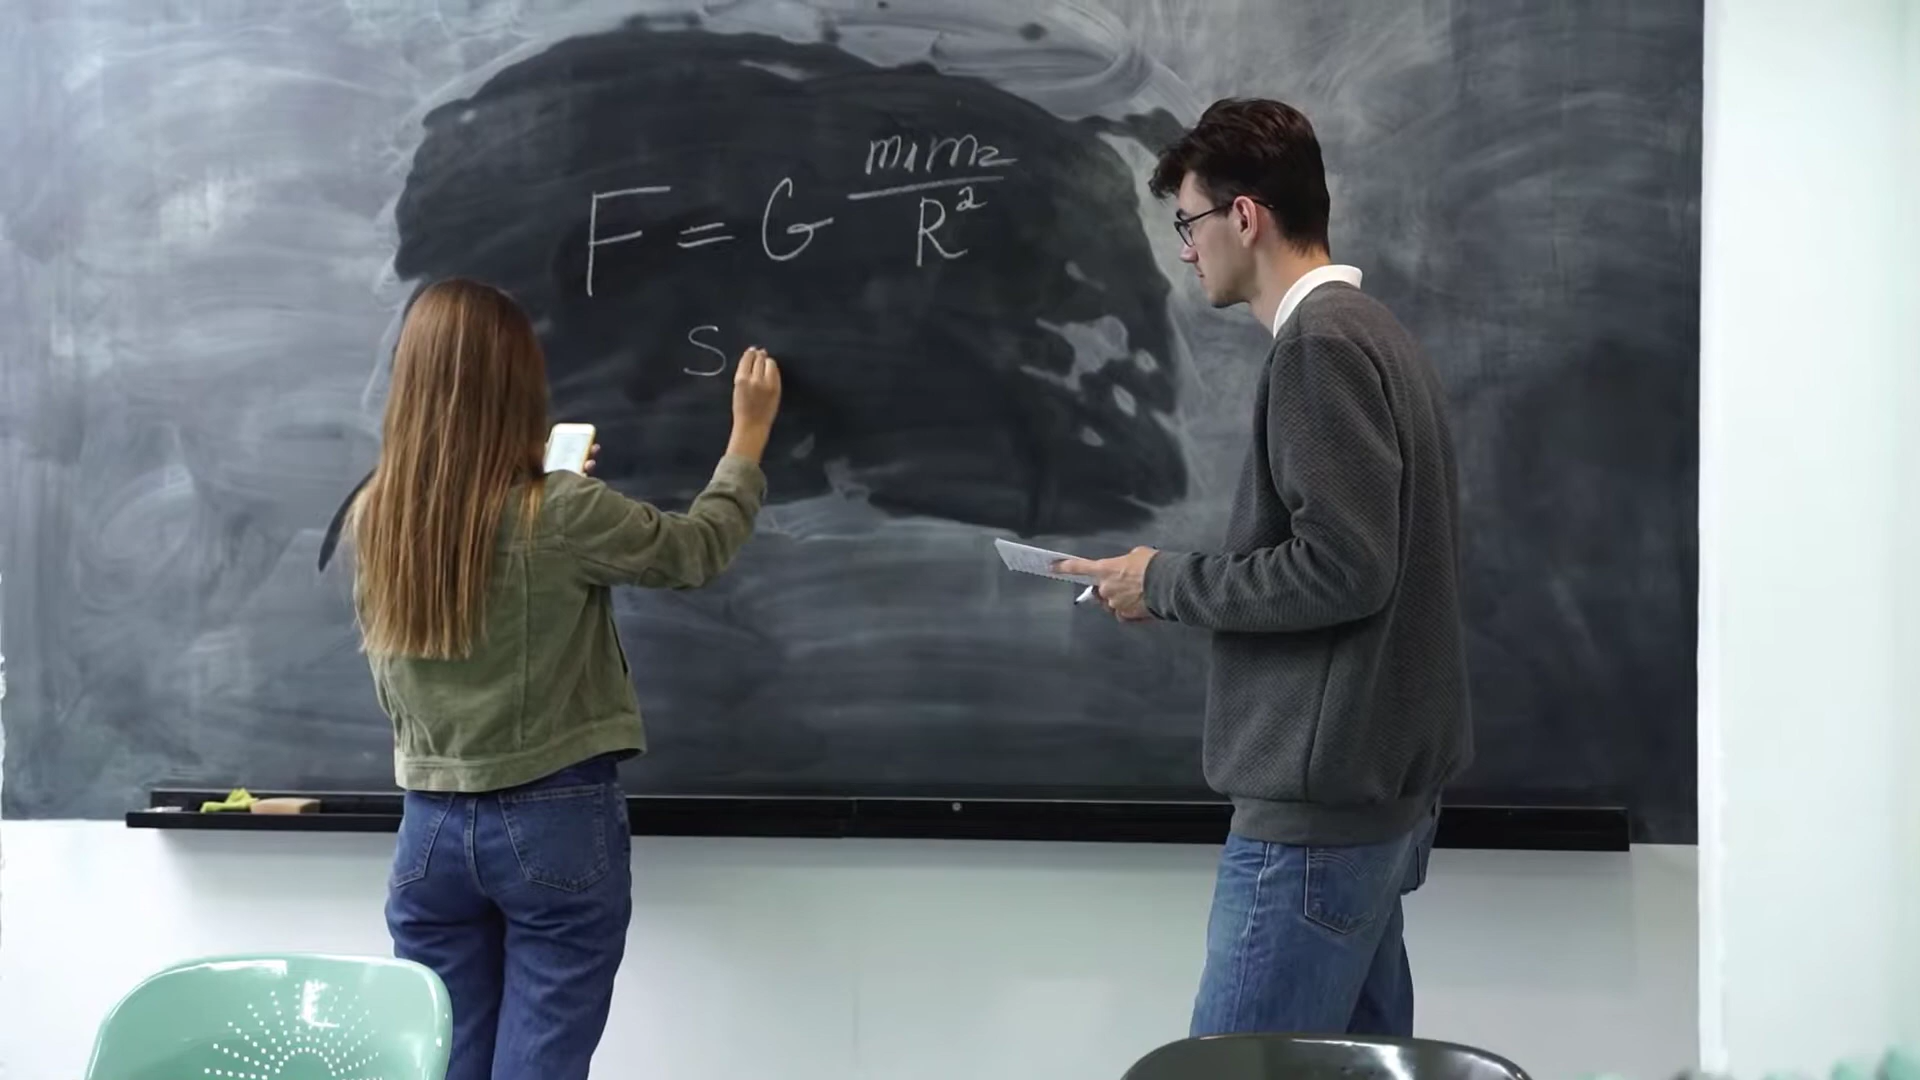 F = G m₁m₂/R²
S